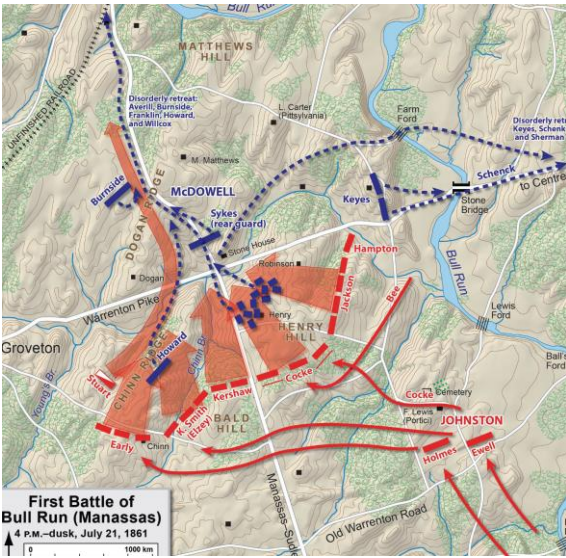 Bull Run
MATTHEWS
HILL
UNFINISHED RAILROAD
Disorderly retreat:
Averill, Burnside,
Franklin, Howard,
and Willcox
L. Carter
(Pittsylvania)
Farm
Ford
Disorderly retr
Keyes, Schenk
and Sherman
M. Matthews
Burnside
McDOWELL
Keyes
Schenck
to Centre
Stone
Bridge
DOGAN RIDGE
Sykes
(rear guard)
Stone House
Hampton
Robinson
Dogan
Jackson
Bee
Bull Run
Warrenton Pike
Henry
HENRY
HILL
Lewis
Ford
Groveton
Howard
Chinn Br.
CHINN RIDGE
Ball's
Ford
Stuart
Young's Br.
Kershaw
Cocke
Cocke
Cemetery
F. Lewis
(Portici)
JOHNSTON
K. Smith
(Elzey)
BALD
HILL
Early
Chinn
Holmes
Ewell
Manassas–Sudle
Old Warrenton Road
First Battle of
Bull Run (Manassas)
4 P.M.–dusk, July 21, 1861
0 1000 km